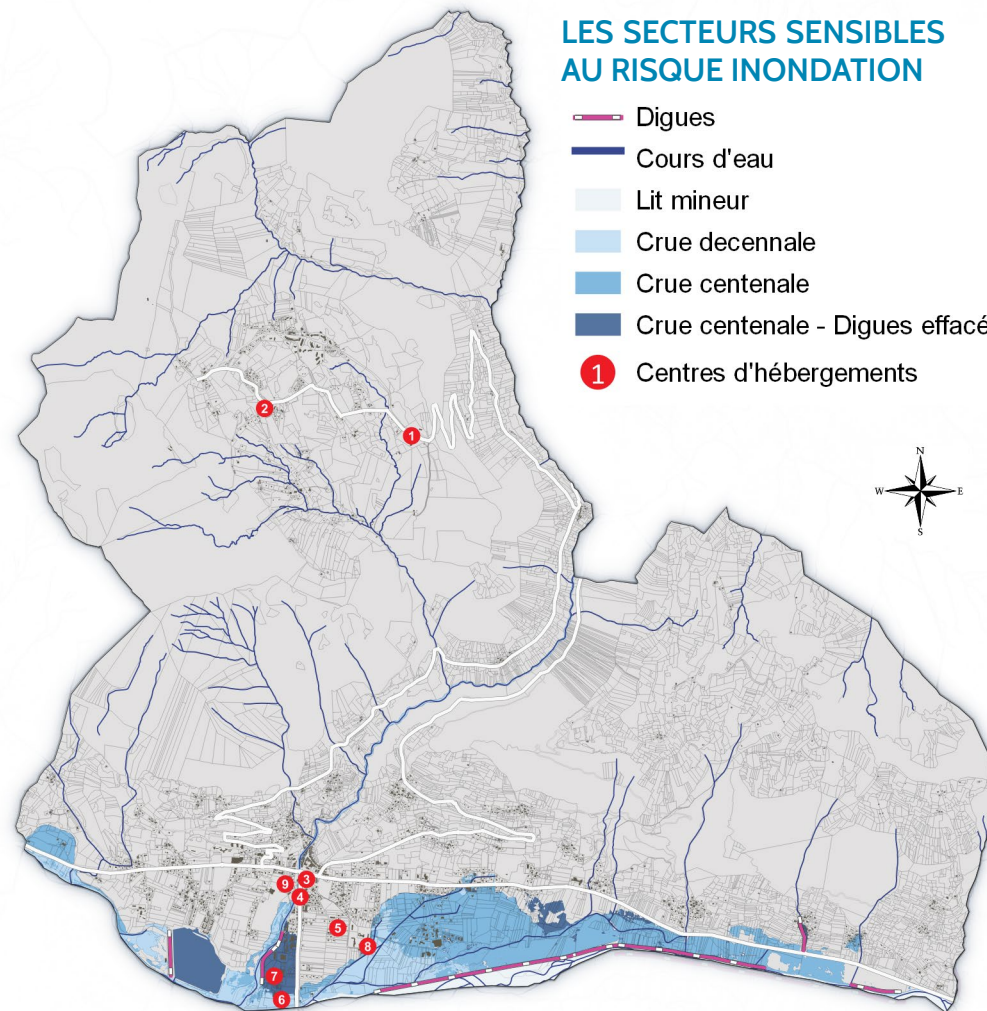 LES SECTEURS SENSIBLES
AU RISQUE INONDATION
Digues
Cours d'eau
Lit mineur
Crue decennale
Crue centenale
Crue centenale - Digues effacé
1 Centres d'hébergements
N
W E
S
2
1
3
9
4
5
8
7
6